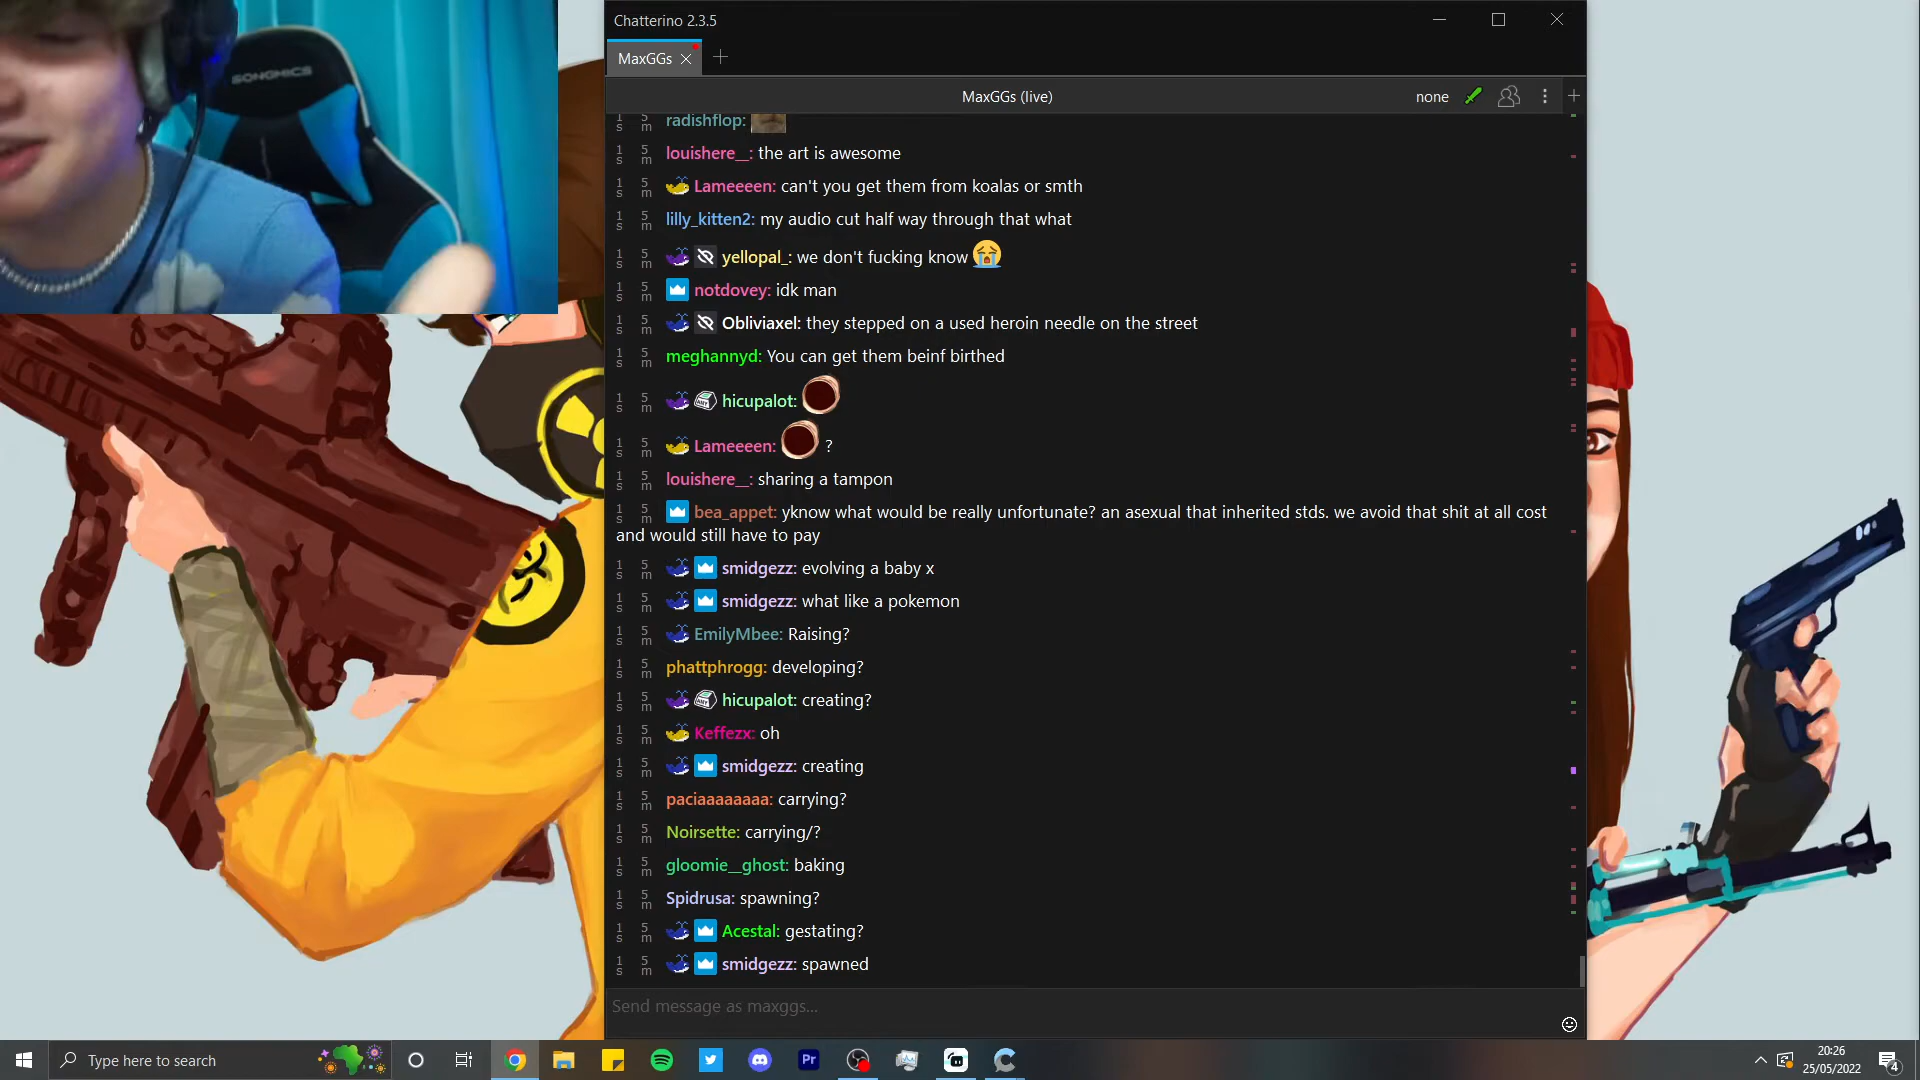 SONGMICS
Chatterino 2.3.5
MaxGGs
MaxGGs (live)
none
radishflop:
louishere__: the art is awesome
Lameeeen: can't you get them from koalas or smth
lilly_kitten2: my audio cut half way through that what
yellopal_: we don't fucking know
notdovey: idk man
Obliviaxel: they stepped on a used heroin needle on the street
meghannyd: You can get them beinf birthed
hicupalot:
Lameeeen: ?
louishere__: sharing a tampon
bea_appet: yknow what would be really unfortunate? an asexual that inherited stds. we avoid that shit at all cost
and would still have to pay
smidgezz: evolving a baby x
smidgezz: what like a pokemon
EmilyMbee: Raising?
phattphrogg: developing?
hicupalot: creating?
Keffezx: oh
smidgezz: creating
paciaaaaaaaa: carrying?
Noirsette: carrying/?
gloomie__ghost: baking
Spidrusa: spawning?
Acestal: gestating?
smidgezz: spawned
Send message as maxggs...
Type here to search
Pr
20:26
25/05/2022
4